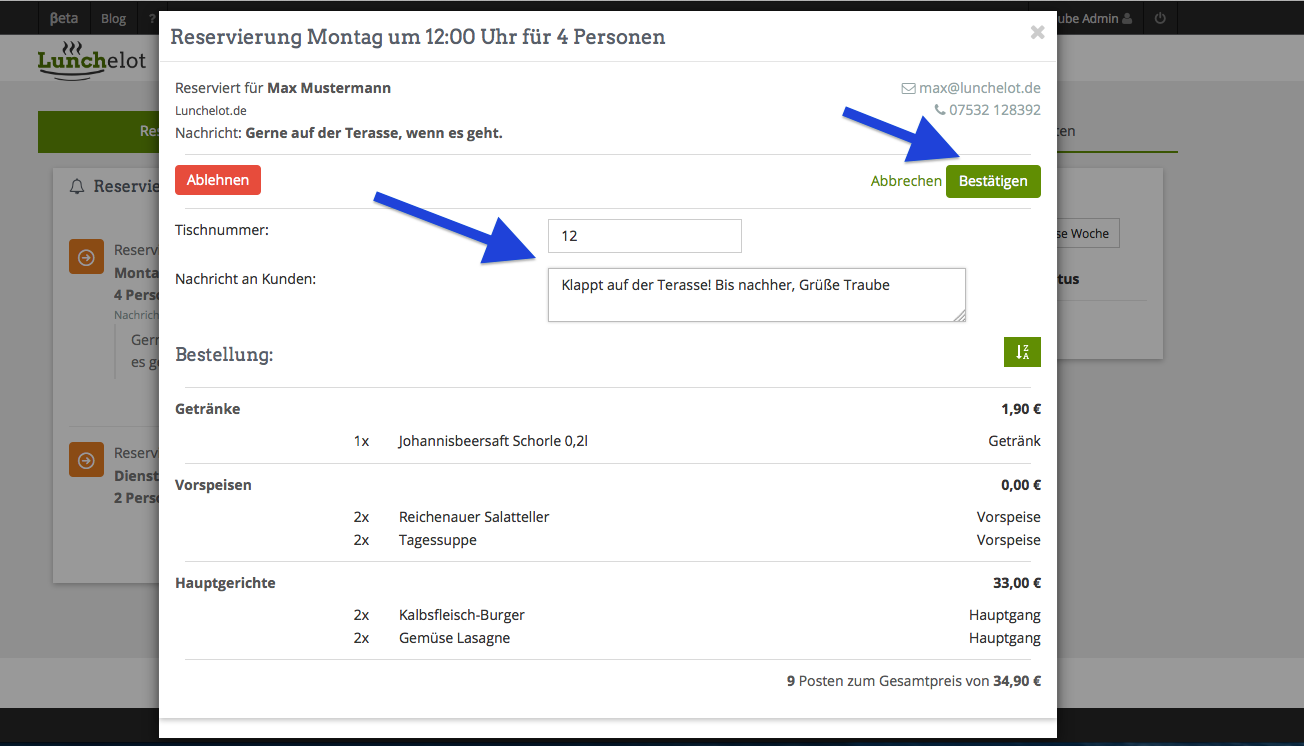 βeta Blog ?
ube Admin
Lunchelot
Reservierung Montag um 12:00 Uhr für 4 Personen
Reserviert für Max Mustermann
max@lunchelot.de
Lunchelot.de
07532 128392
Nachricht: Gerne auf der Terasse, wenn es geht.
Ablehnen
Abbrechen Bestätigen
Tischnummer: 12
Nachricht an Kunden: Klappt auf der Terasse! Bis nachher, Grüße Traube
Bestellung:
Getränke 1,90 €
1x Johannisbeersaft Schorle 0,2l Getränk
Vorspeisen 0,00 €
2x Reichenauer Salatteller Vorspeise
2x Tagessuppe Vorspeise
Hauptgerichte 33,00 €
2x Kalbsfleisch-Burger Hauptgang
2x Gemüse Lasagne Hauptgang
9 Posten zum Gesamtpreis von 34,90 €
Res
Reservie
Reserv
Monta
4 Perso
Nachrich
Gern
es ge
Reserv
Dienst
2 Perso
ten
se Woche
tus